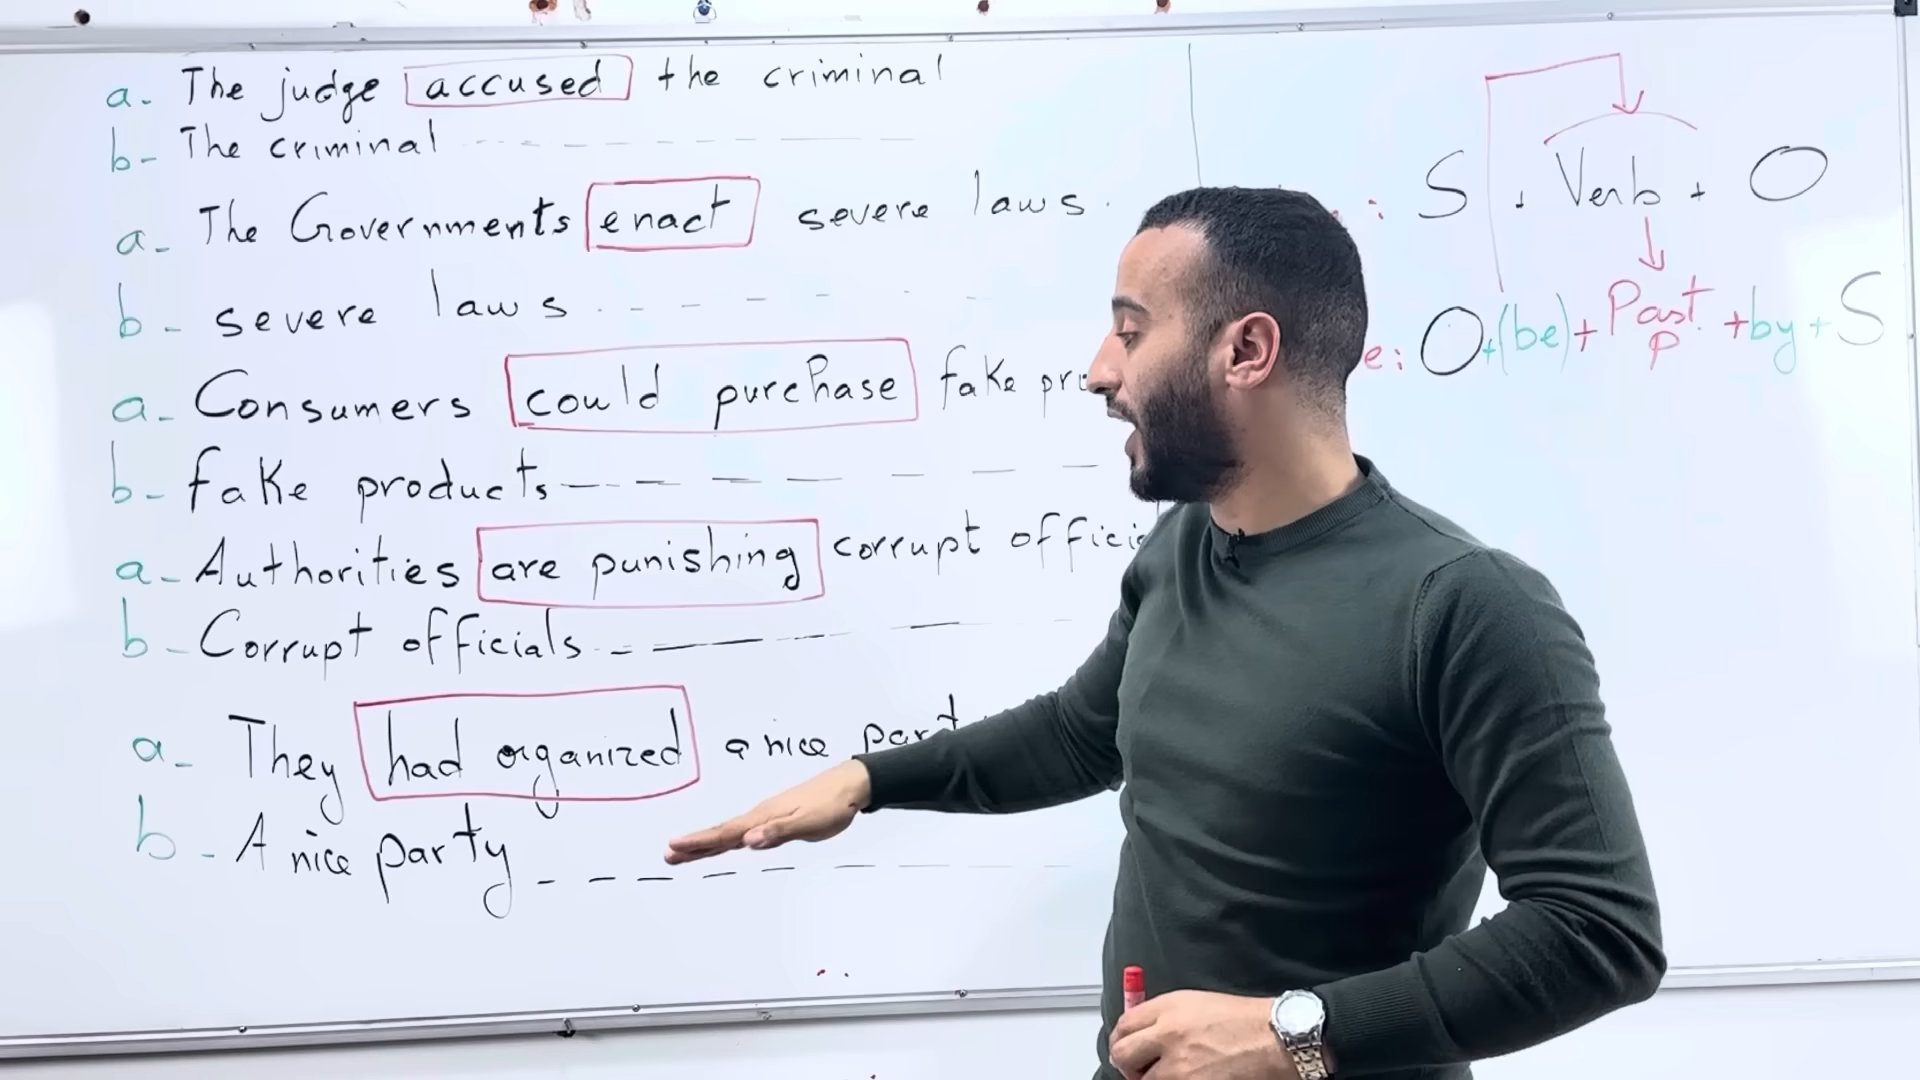 a- The judge accused the criminal
b- The criminal
a- The Governments enact severe laws.
b- severe laws
a- Consumers could purchase fake
b- fake products
a- Authorities are punishing corrupt
b- Corrupt officials
a- They had organized a nice
b- A nice party
: S + Verb + O
e: O+(be)+ Past P +by+S